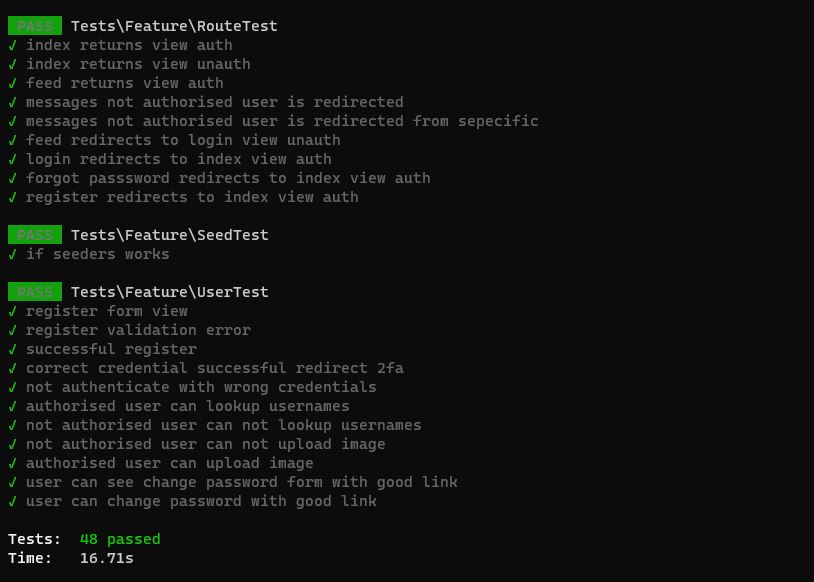 PASS Tests\Feature\RouteTest
✓ index returns view auth
✓ index returns view unauth
✓ feed returns view auth
✓ messages not authorised user is redirected
✓ messages not authorised user is redirected from sepecific
✓ feed redirects to login view unauth
✓ login redirects to index view auth
✓ forgot passsword redirects to index view auth
✓ register redirects to index view auth
PASS Tests\Feature\SeedTest
✓ if seeders works
PASS Tests\Feature\UserTest
✓ register form view
✓ register validation error
✓ successful register
✓ correct credential successful redirect 2fa
✓ not authenticate with wrong credentials
✓ authorised user can lookup usernames
✓ not authorised user can not lookup usernames
✓ not authorised user can not upload image
✓ authorised user can upload image
✓ user can see change password form with good link
✓ user can change password with good link
Tests: 48 passed
Time: 16.71s